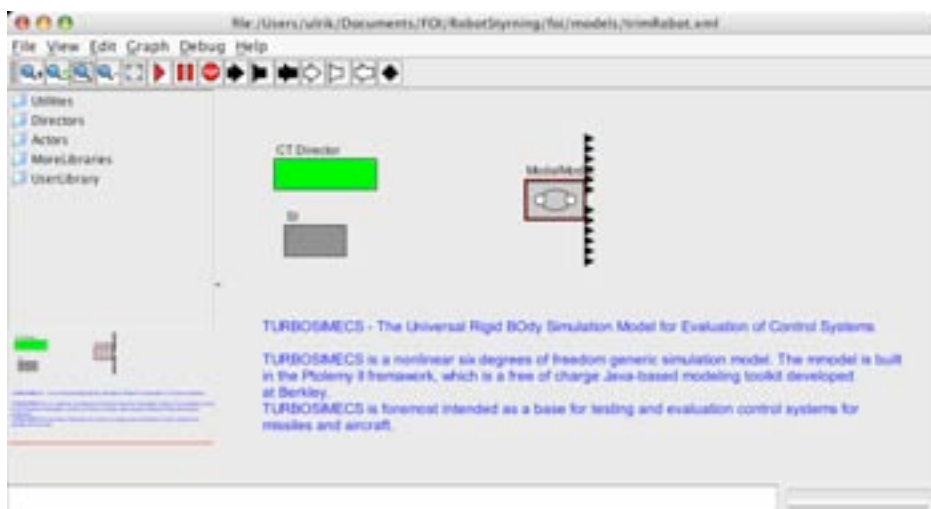 file:/Users/ulrik/Documents/FOI/RobotStyrning/foi/models/trimRobot.xml
File View Edit Graph Debug Help
Utilities
Directors
Actors
MoreLibraries
UserLibrary
CT Director
ModalMod
SI
TURBOSIMECS - The Universal Rigid BOdy Simulation Model for Evaluation of Control Systems
TURBOSIMECS is a nonlinear six degrees of freedom generic simulation model. The mmodel is built
in the Ptolemy II framework, which is a free of charge Java-based modeling toolkit developed
at Berkley.
TURBOSIMECS is foremost intended as a base for testing and evaluation control systems for
missiles and aircraft.